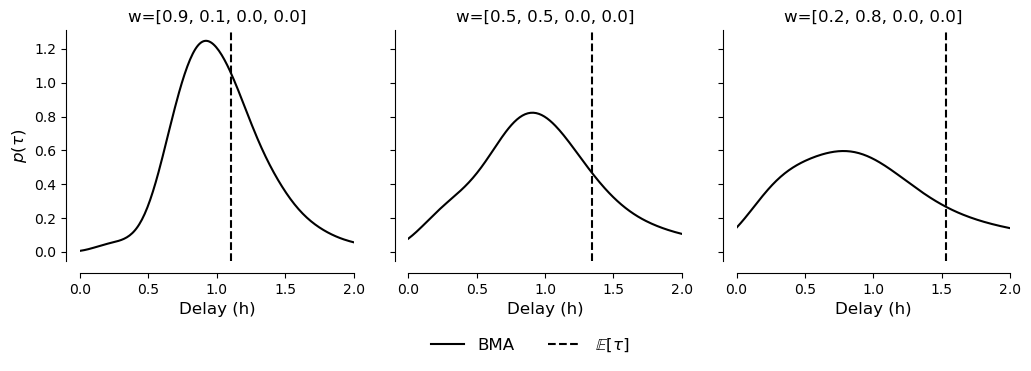 w=[0.9, 0.1, 0.0, 0.0]
w=[0.5, 0.5, 0.0, 0.0]
w=[0.2, 0.8, 0.0, 0.0]
1.2
1.0
0.8
0.6
0.4
0.2
0.0
p(τ)
0.0 0.5 1.0 1.5 2.0
0.0 0.5 1.0 1.5 2.0
0.0 0.5 1.0 1.5 2.0
Delay (h)
Delay (h)
Delay (h)
BMA
𝔼[τ]